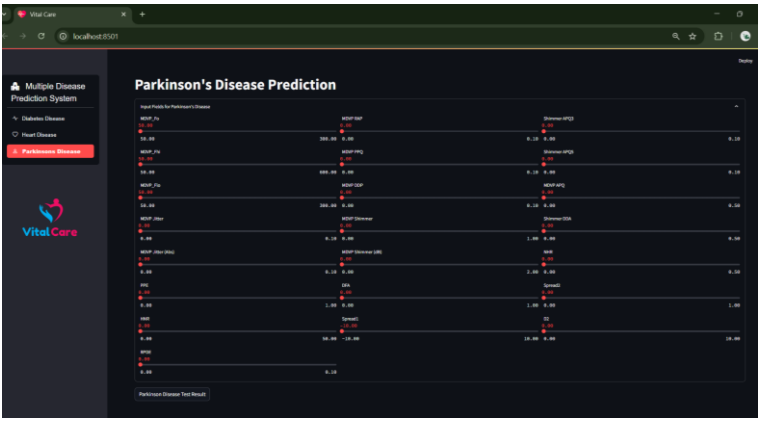 Vital Care
localhost:8501
Deploy
Multiple Disease
Prediction System
Diabetes Disease
Heart Disease
Parkinsons Disease
VitalCare
Parkinson's Disease Prediction
Input Fields for Parkinson's Disease
MDVP_Fo MDVP RAP Shimmer APQ3
50.00 0.00 0.00
50.00 300.00 0.00 0.10 0.00 0.10
MDVP_Fhi MDVP PPQ Shimmer APQ5
50.00 0.00 0.00
50.00 600.00 0.00 0.10 0.00 0.10
MDVP_Flo MDVP DDP MDVP APQ
50.00 0.00 0.00
50.00 300.00 0.00 0.10 0.00 0.50
MDVP Jitter MDVP Shimmer Shimmer DDA
0.00 0.00 0.00
0.00 0.10 0.00 1.00 0.00 0.50
MDVP Jitter (Abs) MDVP Shimmer (dB) NHR
0.00 0.00 0.00
0.00 0.10 0.00 2.00 0.00 0.50
DFA Spread2
0.00 0.00 0.00
0.00 1.00 0.00 1.00 0.00 1.00
HNR Spread1 D2
0.00 -10.00 0.00
0.00 50.00 -10.00 10.00 0.00 10.00
0.00
0.00 0.10
Parkinson Disease Test Result